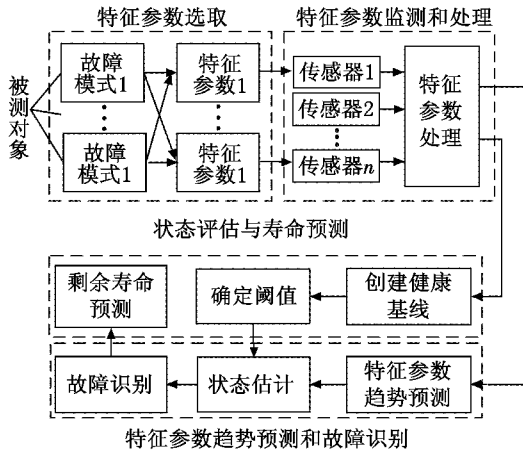 特征参数选取
特征参数监测和处理
被测对象
故障
模式1
特征
参数1
故障
模式1
特征
参数1
传感器1
传感器2
传感器n
特征
参数
处理
状态评估与寿命预测
剩余寿命
预测
确定阈值
创建健康
基线
故障识别
状态估计
特征参数
趋势预测
特征参数趋势预测和故障识别